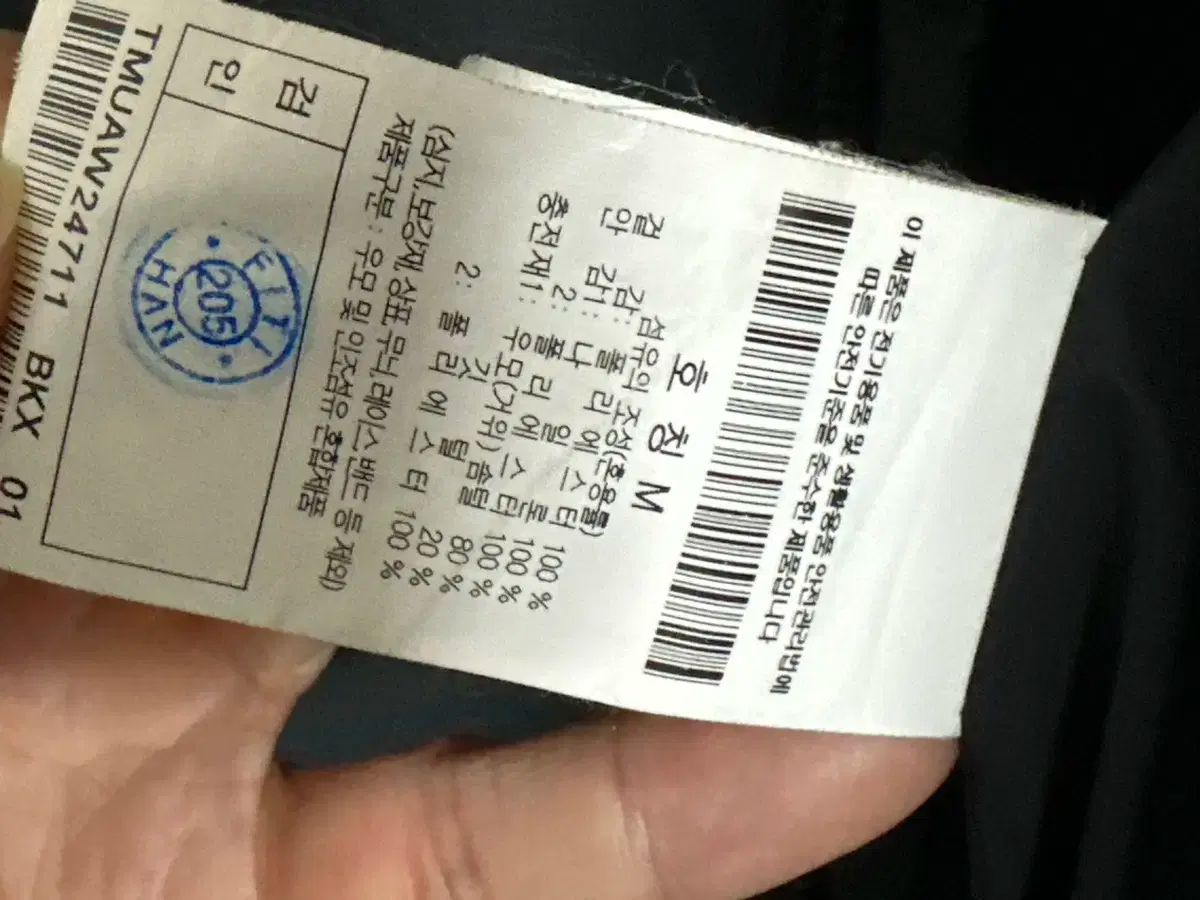 이 제품은 전기용품 및 생활용품 안전관리법에
따른 안전기준을 준수한 제품입니다
호 칭 M
섬유의 조성(혼용률)
겉 감: 폴 리 에 스 터 100 %
안 감1: 나 일 론 100 %
2: 폴 리 에 스 터 100 %
충전재1: 우모(거위) 솜털 80%
깃 털 20 %
2: 폴 리 에 스 터 100 %
(심지,보강재,상표,무늬,레이스,밴드 등 제외)
제품구분 : 우모 및 인조섬유 혼합제품
검 인
FITI
205
HAN
TMUAW24711 BKX 01